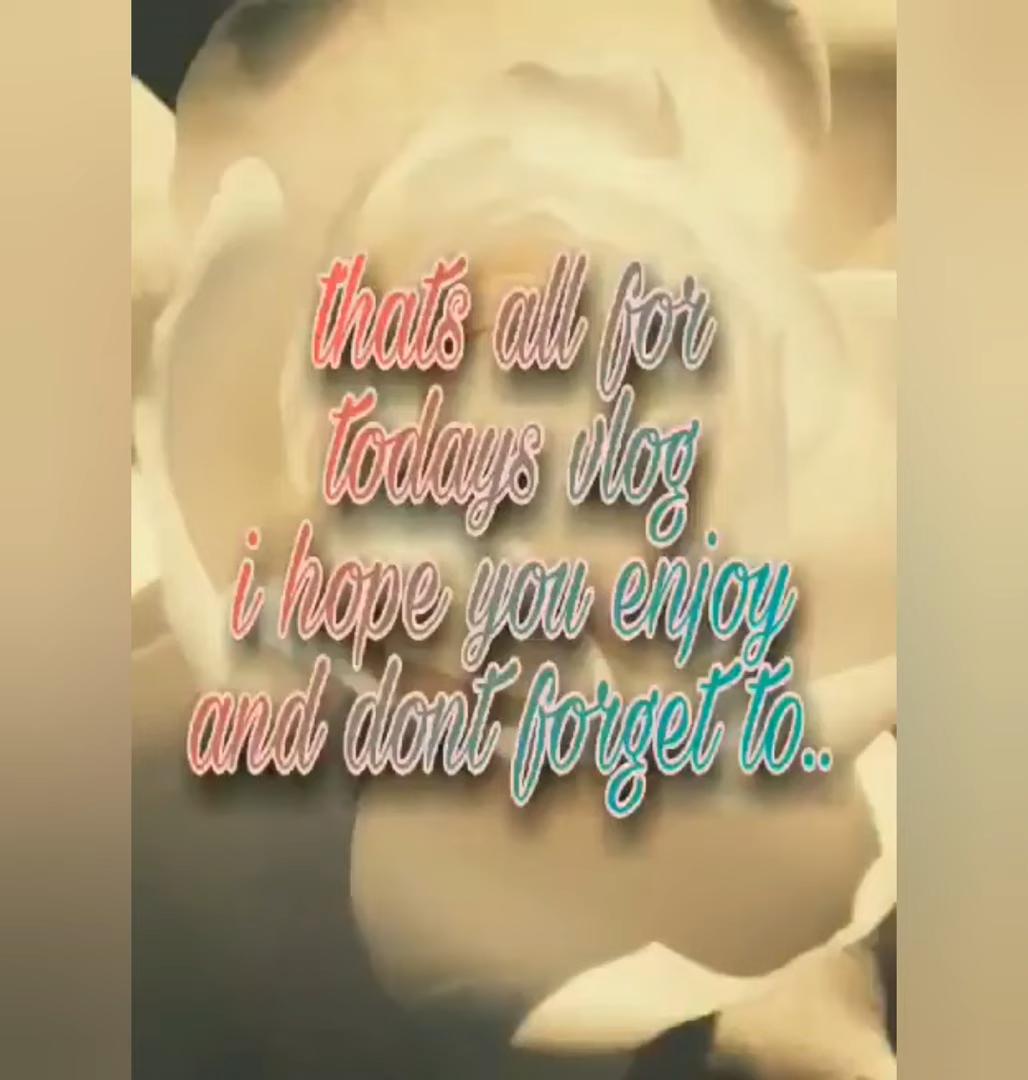 thats all for
todays vlog
i hope you enjoy
and dont forget to..